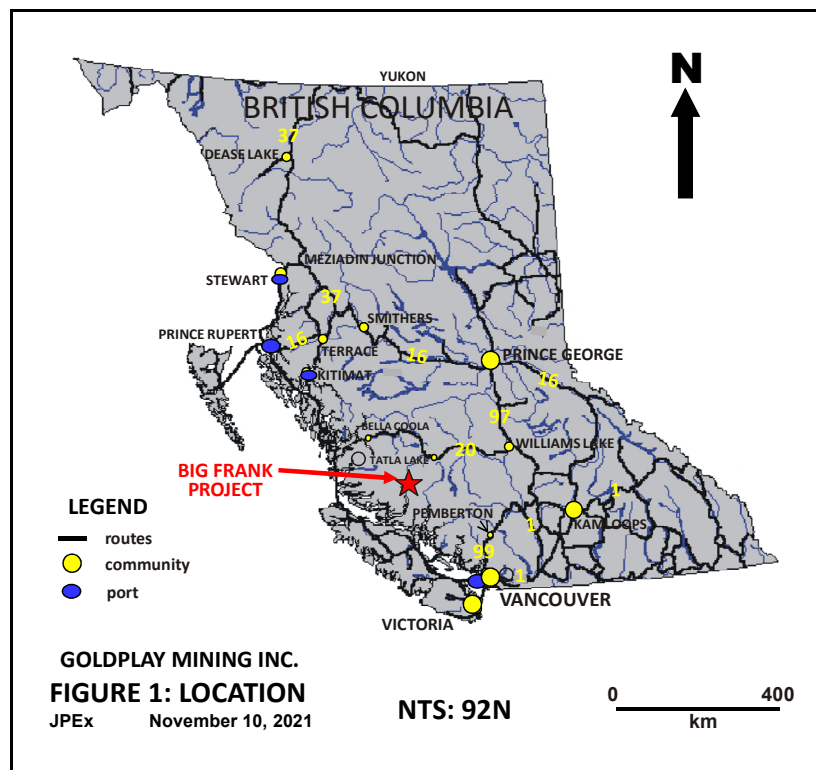 YUKON
BRITISH COLUMBIA
N
37
DEASE LAKE
MEZIADIN JUNCTION
STEWART
37
SMITHERS
PRINCE RUPERT
16
TERRACE
16
PRINCE GEORGE
16
KITIMAT
97
BELLA COOLA
WILLIAMS LAKE
20
TATLA LAKE
BIG FRANK
PROJECT
1
LEGEND
PEMBERTON
1
KAMLOOPS
routes
99
community
1
port
VANCOUVER
VICTORIA
GOLDPLAY MINING INC.
FIGURE 1: LOCATION
JPEx November 10, 2021
NTS: 92N
0 400
km